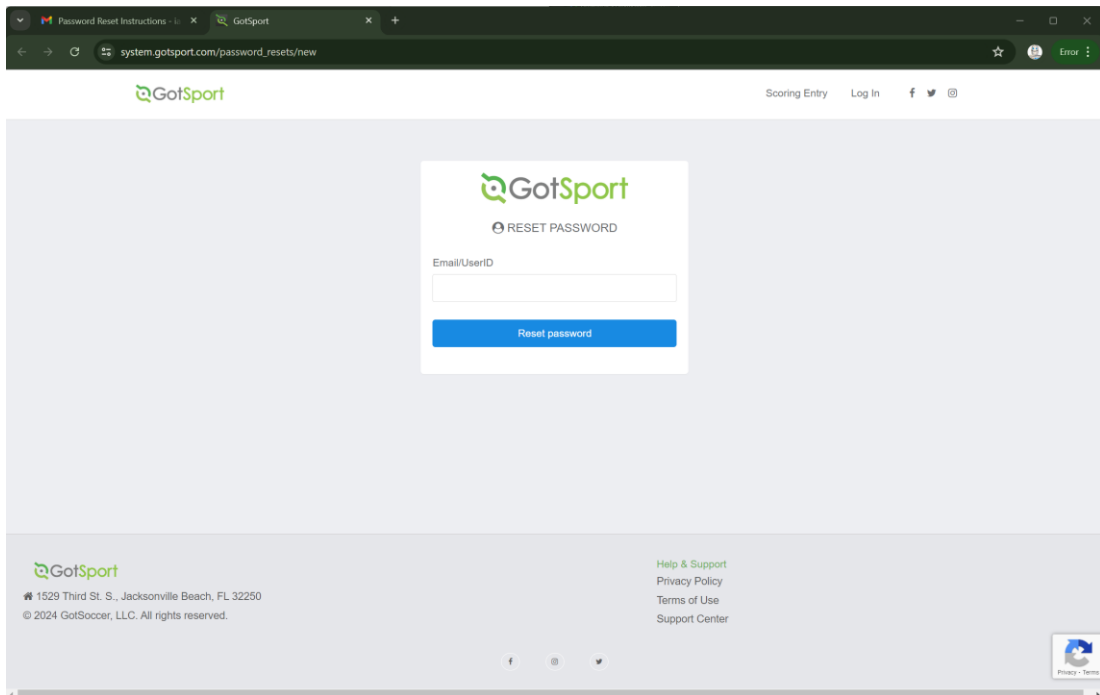 Password Reset Instructions - i
GotSport
system.gotsport.com/password_resets/new
Error
GotSport
Scoring Entry
Log In
GotSport
RESET PASSWORD
Email/UserID
Reset password
GotSport
1529 Third St. S., Jacksonville Beach, FL 32250
© 2024 GotSoccer, LLC. All rights reserved.
Help & Support
Privacy Policy
Terms of Use
Support Center
Privacy - Terms